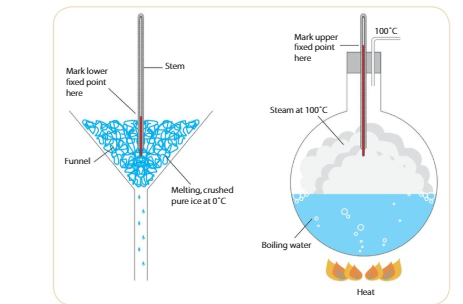 Mark lower
fixed point
here
Stem
Funnel
Melting, crushed
pure ice at 0˚C
Mark upper
fixed point
here
100˚C
Steam at 100˚C
Boiling water
Heat